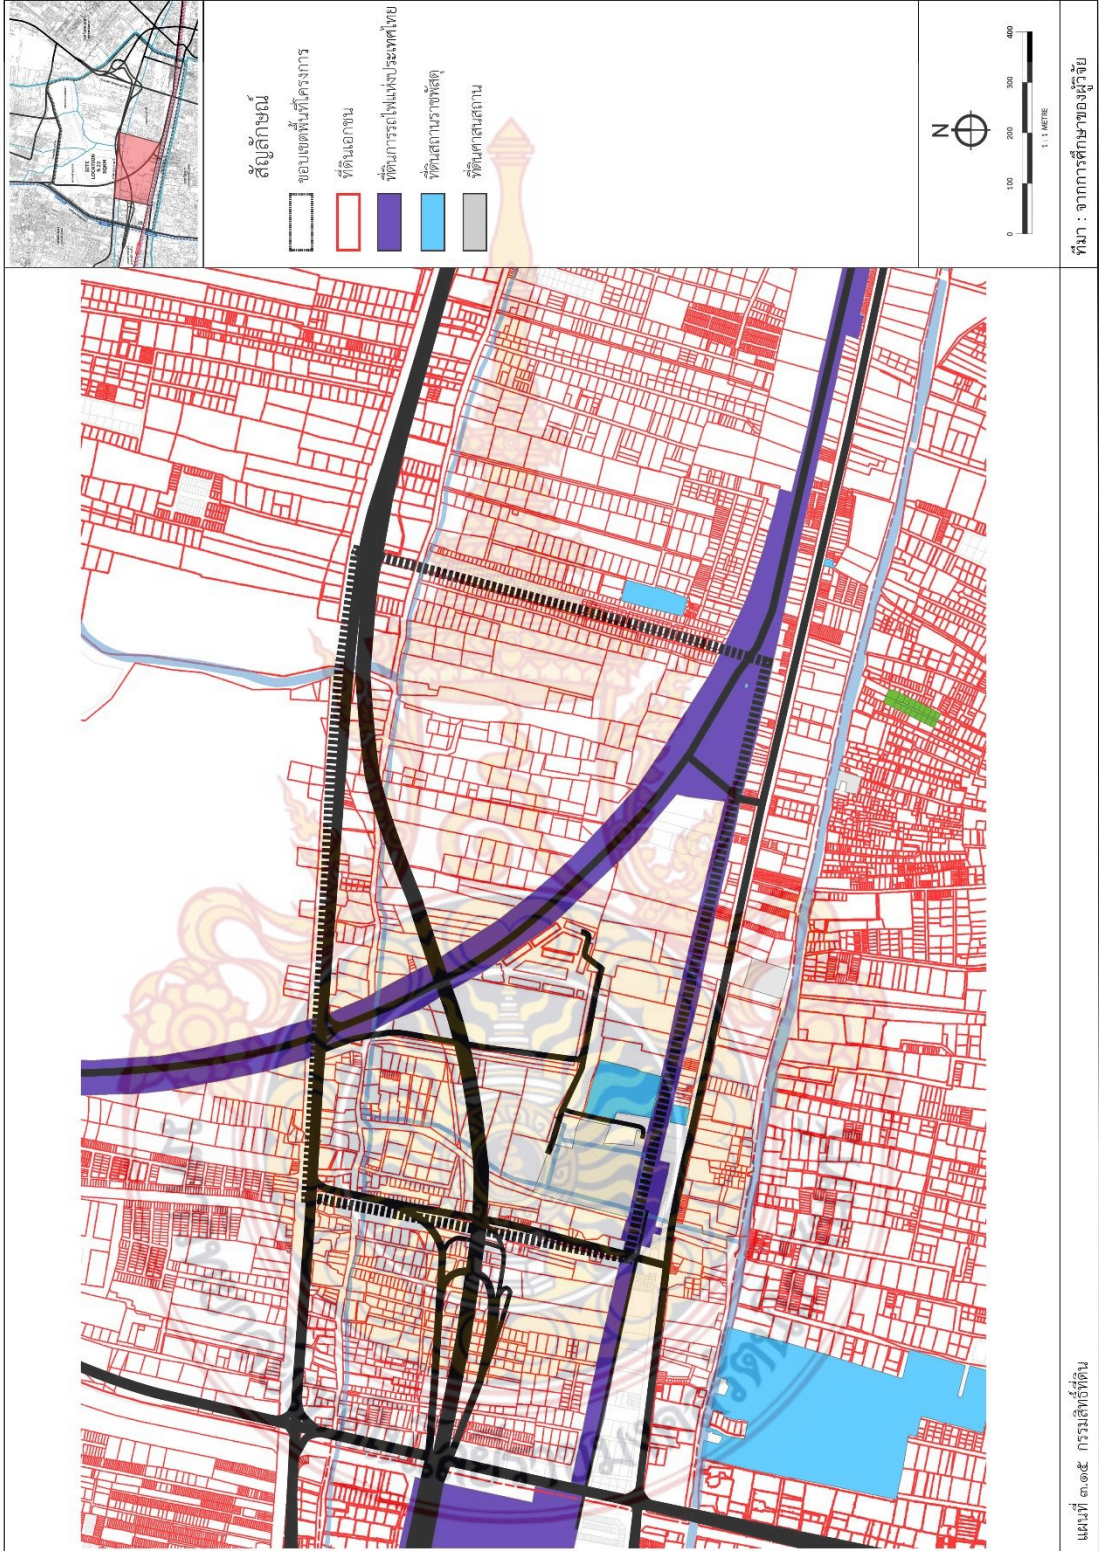 สัญลักษณ์
ขอบเขตพื้นที่โครงการ
ที่ดินเอกชน
ที่ดินการรถไฟแห่งประเทศไทย
ที่ดินสถานราชพัสดุ
ที่ดินศาสนสถาน
SITE
LOCATION
N
0 100 200 300 400
1 : 1 METRE
ที่มา : จากการศึกษาของผู้วิจัย
แผนที่ ๓.๑๕ กรรมสิทธิ์ที่ดิน